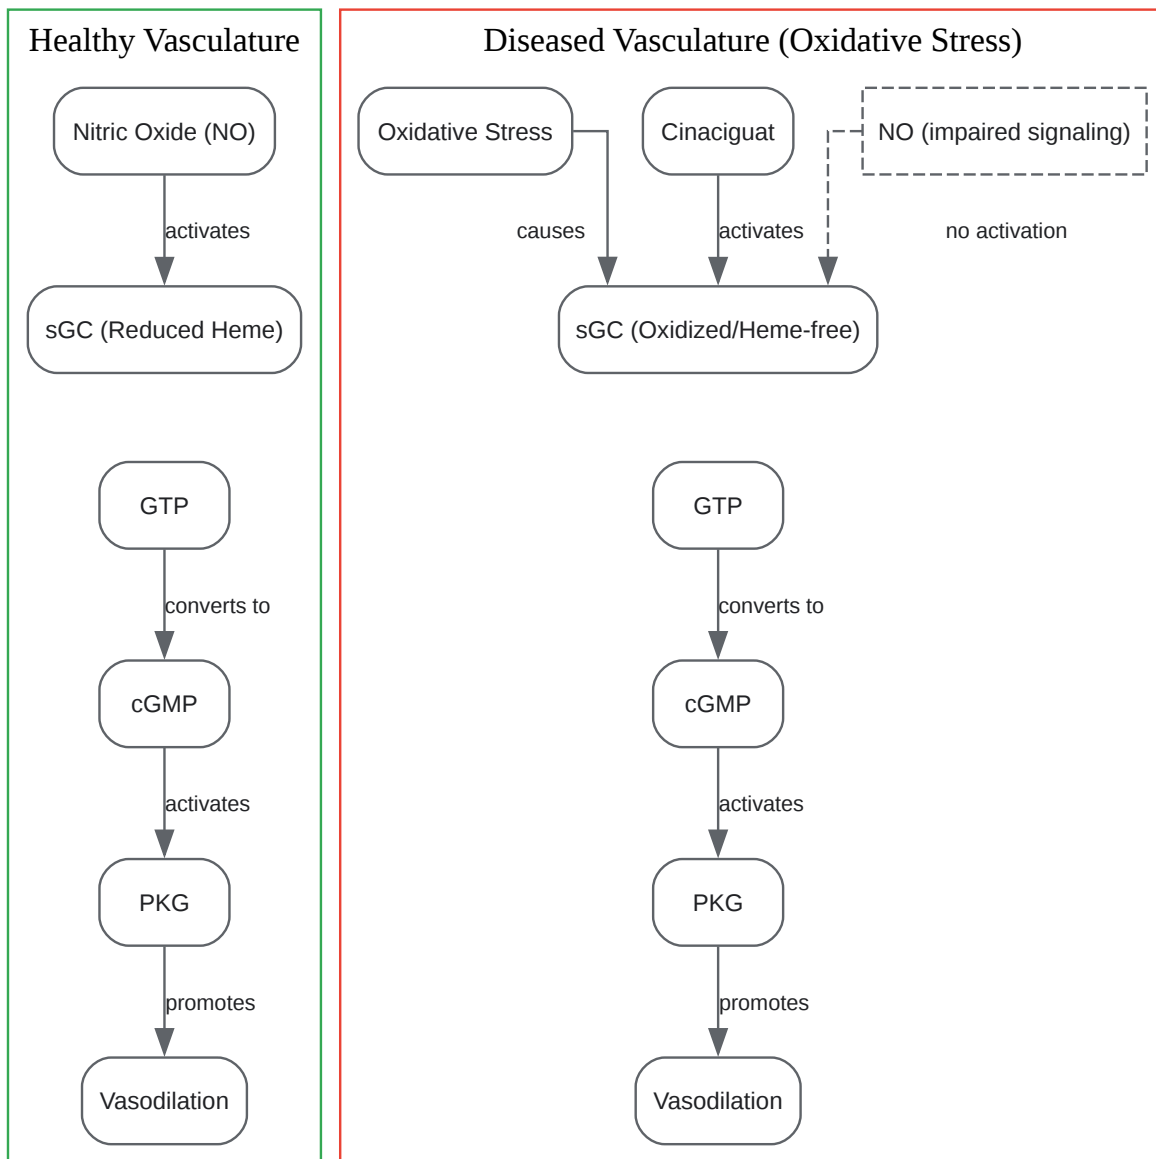 Healthy Vasculature
Nitric Oxide (NO)
activates
sGC (Reduced Heme)
GTP
converts to
cGMP
activates
PKG
promotes
Vasodilation
Diseased Vasculature (Oxidative Stress)
Oxidative Stress
Cinaciguat
NO (impaired signaling)
causes
activates
no activation
sGC (Oxidized/Heme-free)
GTP
converts to
cGMP
activates
PKG
promotes
Vasodilation